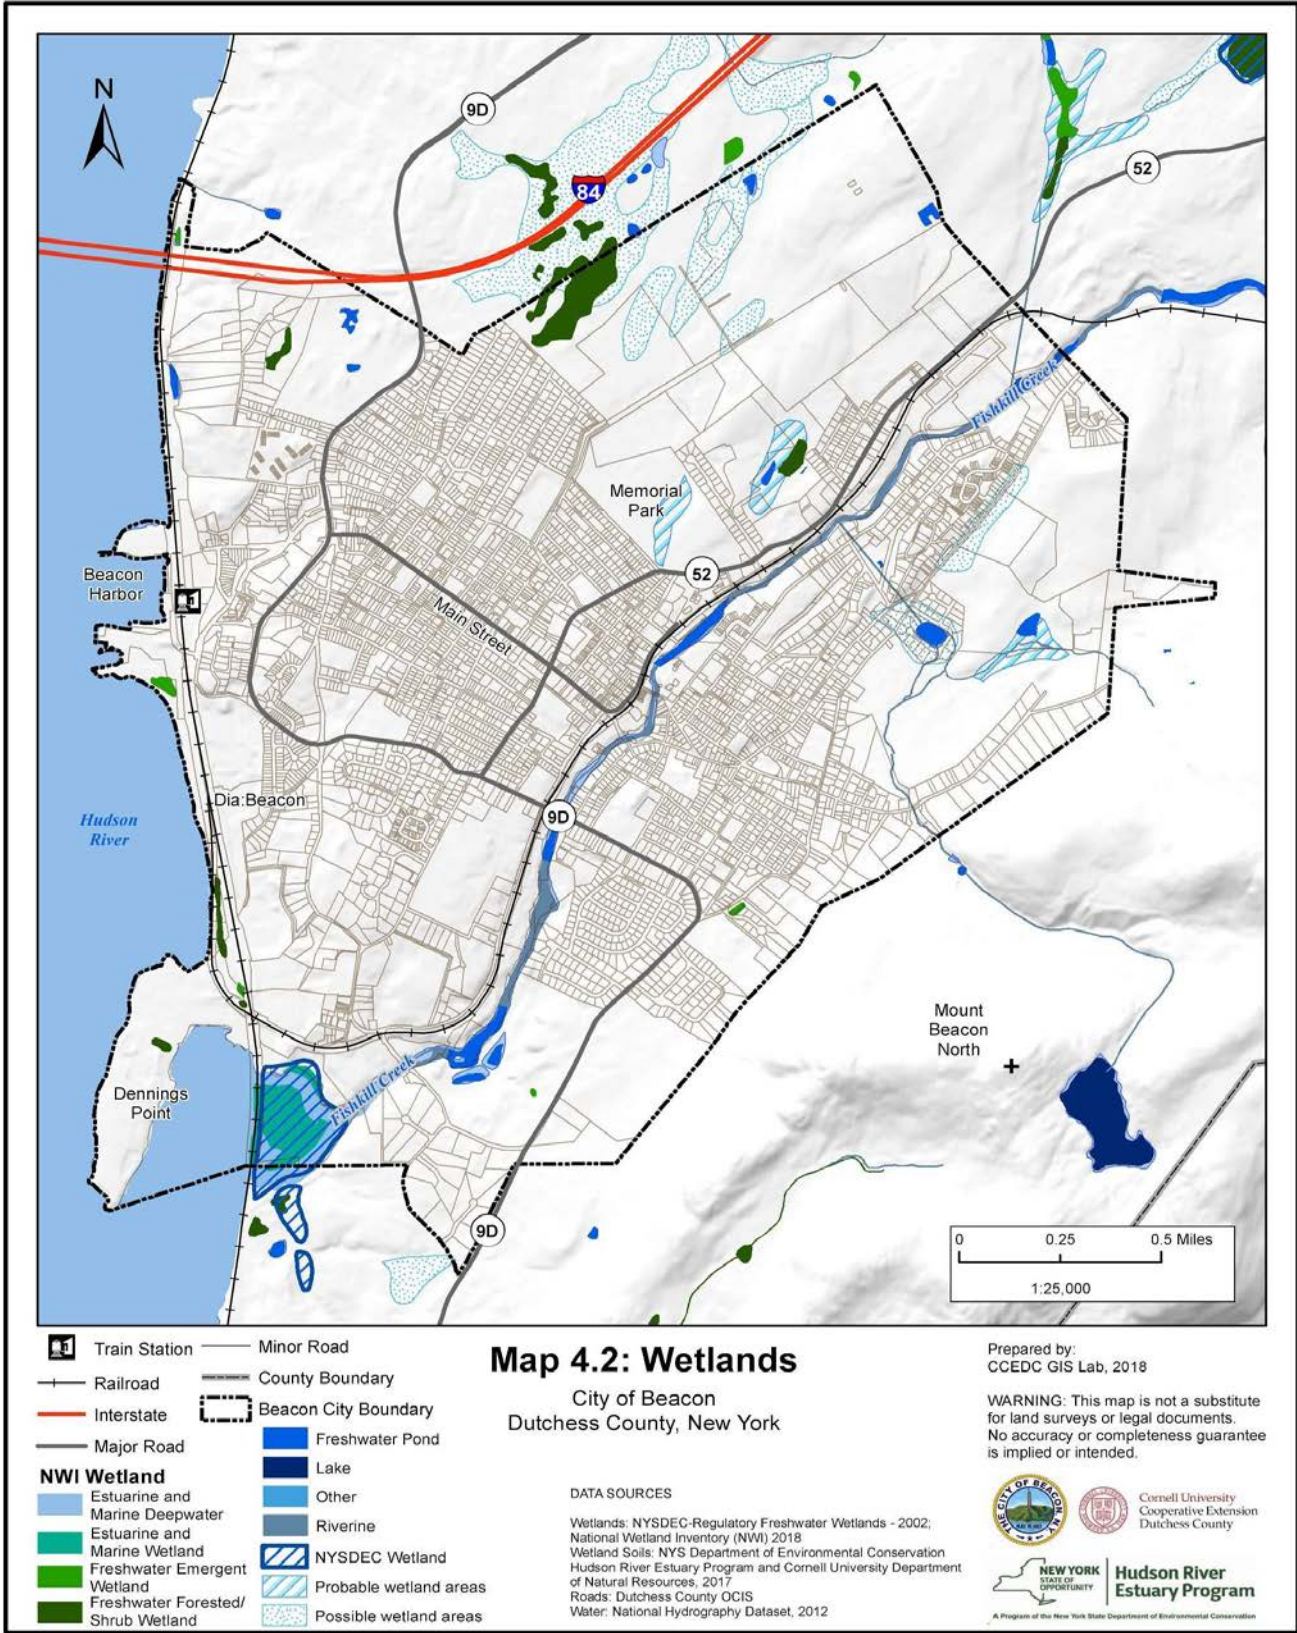 N
9D
84
52
Fishkill Creek
Memorial
Park
52
Beacon
Harbor
Main Street
Dia:Beacon
9D
Hudson
River
Mount
Beacon
North
Fishkill Creek
Dennings
Point
9D
0 0.25 0.5 Miles
1:25,000
Train Station
Railroad
Interstate
Major Road
NWI Wetland
Estuarine and
Marine Deepwater
Estuarine and
Marine Wetland
Freshwater Emergent
Wetland
Freshwater Forested/
Shrub Wetland
Minor Road
County Boundary
Beacon City Boundary
Freshwater Pond
Lake
Other
Riverine
NYSDEC Wetland
Probable wetland areas
Possible wetland areas
Map 4.2: Wetlands
City of Beacon
Dutchess County, New York
DATA SOURCES
Wetlands: NYSDEC-Regulatory Freshwater Wetlands - 2002;
National Wetland Inventory (NWI) 2018
Wetland Soils: NYS Department of Environmental Conservation
Hudson River Estuary Program and Cornell University Department
of Natural Resources, 2017
Roads: Dutchess County OCIS
Water: National Hydrography Dataset, 2012
Prepared by:
CCEDC GIS Lab, 2018
WARNING: This map is not a substitute
for land surveys or legal documents.
No accuracy or completeness guarantee
is implied or intended.
THE CITY OF BEACON N.Y.
Cornell University
Cooperative Extension
Dutchess County
NEW YORK
STATE OF
OPPORTUNITY
Hudson River
Estuary Program
A Program of the New York State Department of Environmental Conservation